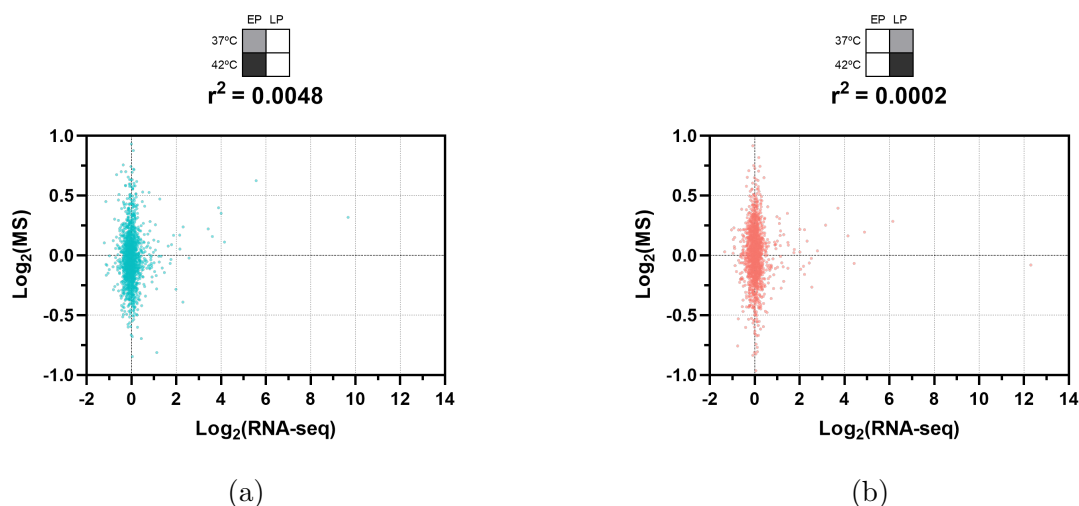 EP LP
37ºC
42ºC
r² = 0.0048
1.0
0.5
0.0
-0.5
-1.0
Log₂(MS)
-2 0 2 4 6 8 10 12 14
Log₂(RNA-seq)
(a)
EP LP
37ºC
42ºC
r² = 0.0002
1.0
0.5
0.0
-0.5
-1.0
Log₂(MS)
-2 0 2 4 6 8 10 12 14
Log₂(RNA-seq)
(b)